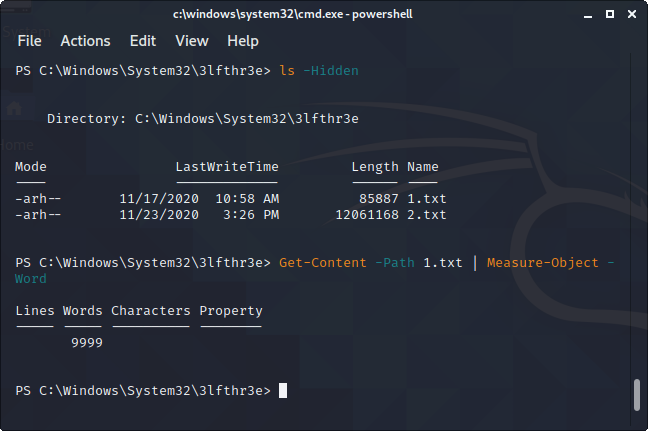 c:\windows\system32\cmd.exe - powershell
File Actions Edit View Help
PS C:\Windows\System32\3lfthr3e> ls -Hidden
Directory: C:\Windows\System32\3lfthr3e
Mode LastWriteTime Length Name
---- ------------- ------ ----
-arh-- 11/17/2020 10:58 AM 85887 1.txt
-arh-- 11/23/2020 3:26 PM 12061168 2.txt
PS C:\Windows\System32\3lfthr3e> Get-Content -Path 1.txt | Measure-Object -
Word
Lines Words Characters Property
----- ----- ---------- --------
9999
PS C:\Windows\System32\3lfthr3e>